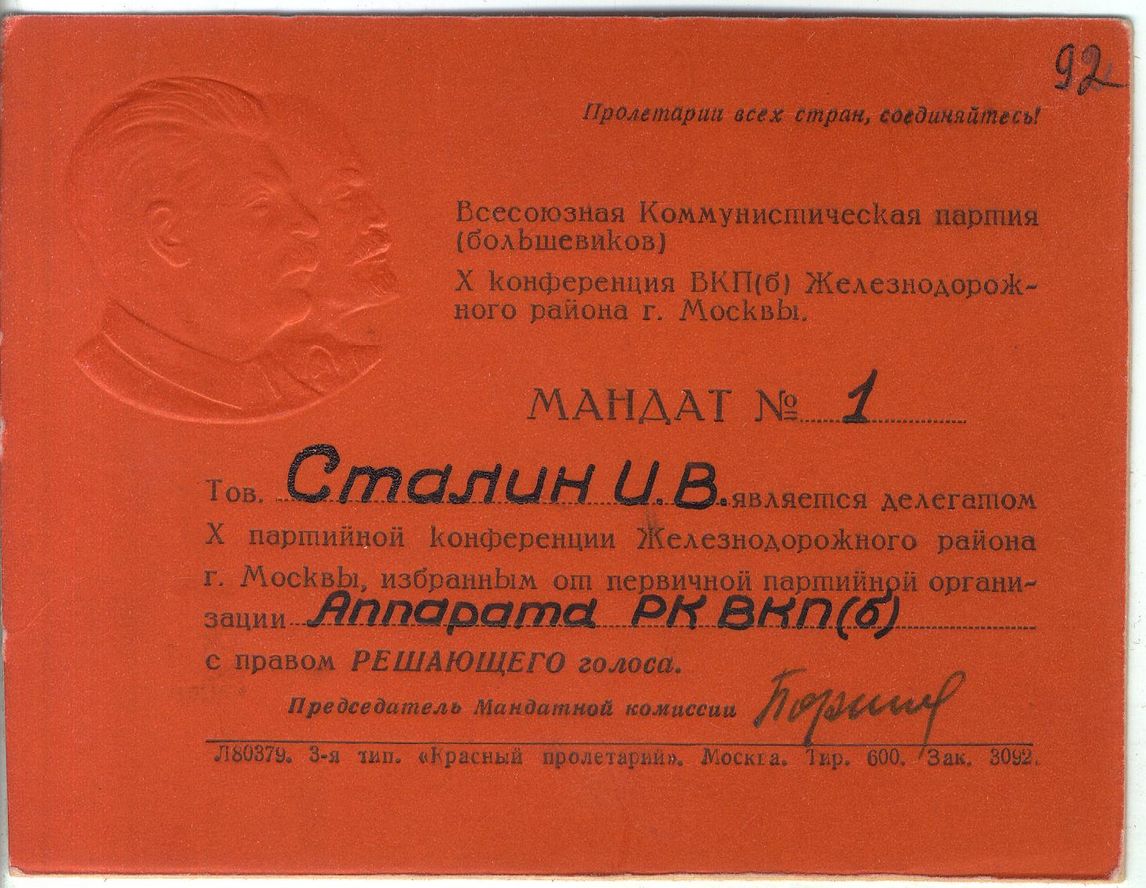 92
Пролетарии всех стран, соединяйтесь!
Всесоюзная Коммунистическая партия
(большевиков)
X конференция ВКП(б) Железнодорож-
ного района г. Москвы.
МАНДАТ № 1
Тов. Сталин И. В. является делегатом
X партийной конференции Железнодорожного района
г. Москвы, избранным от первичной партийной органи-
зации Аппарата РК ВКП(б)
с правом РЕШАЮЩЕГО голоса.
Председатель Мандатной комиссии
Л80379. 3-я тип. «Красный пролетарий». Москва. Тир. 600. Зак. 3092.